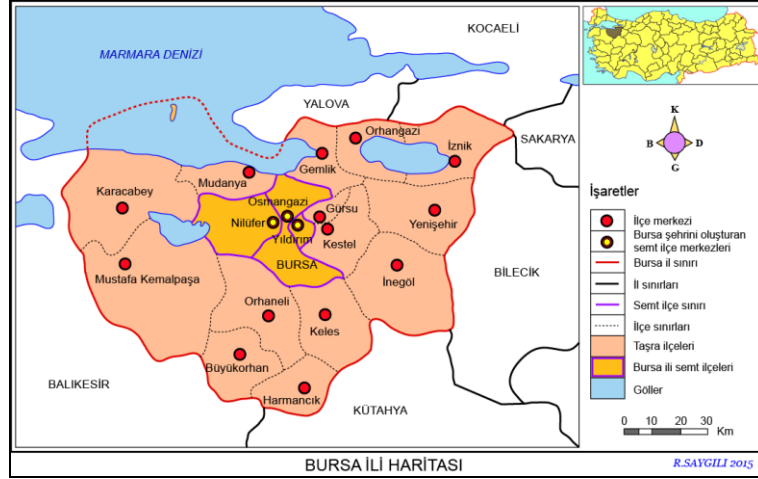 KOCAELİ
MARMARA DENİZİ
YALOVA
Orhangazi
SAKARYA
İznik
Gemlik
Mudanya
Karacabey
Osmangazi
Gürsu
Nilüfer
Yenişehir
Yıldırım
Kestel
BURSA
BİLECİK
Mustafa Kemalpaşa
İnegöl
Orhaneli
Keles
Büyükorhan
BALIKESİR
Harmancık
KÜTAHYA
K
B
D
G
İşaretler
İlçe merkezi
Bursa şehrini oluşturan
semt ilçe merkezleri
Bursa il sınırı
İl sınırları
Semt ilçe sınırı
İlçe sınırları
Taşra ilçeleri
Bursa ili semt ilçeleri
Göller
0 10 20 30
Km
BURSA İLİ HARİTASI
R.SAYGILI 2015